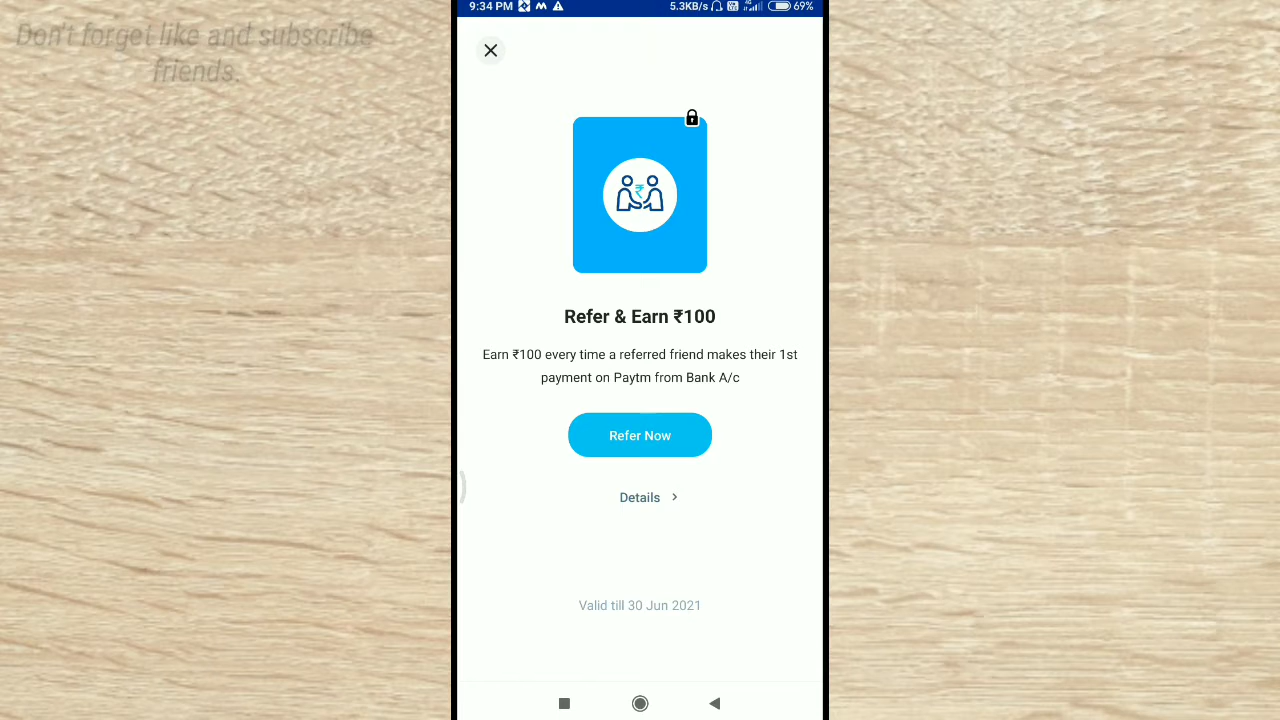 Don't forget like and subscribe
friends.
9:34 PM 5.3KB/s 4G 69%
Refer & Earn ₹100
Earn ₹100 every time a referred friend makes their 1st
payment on Paytm from Bank A/c
Refer Now
Details
Valid till 30 Jun 2021